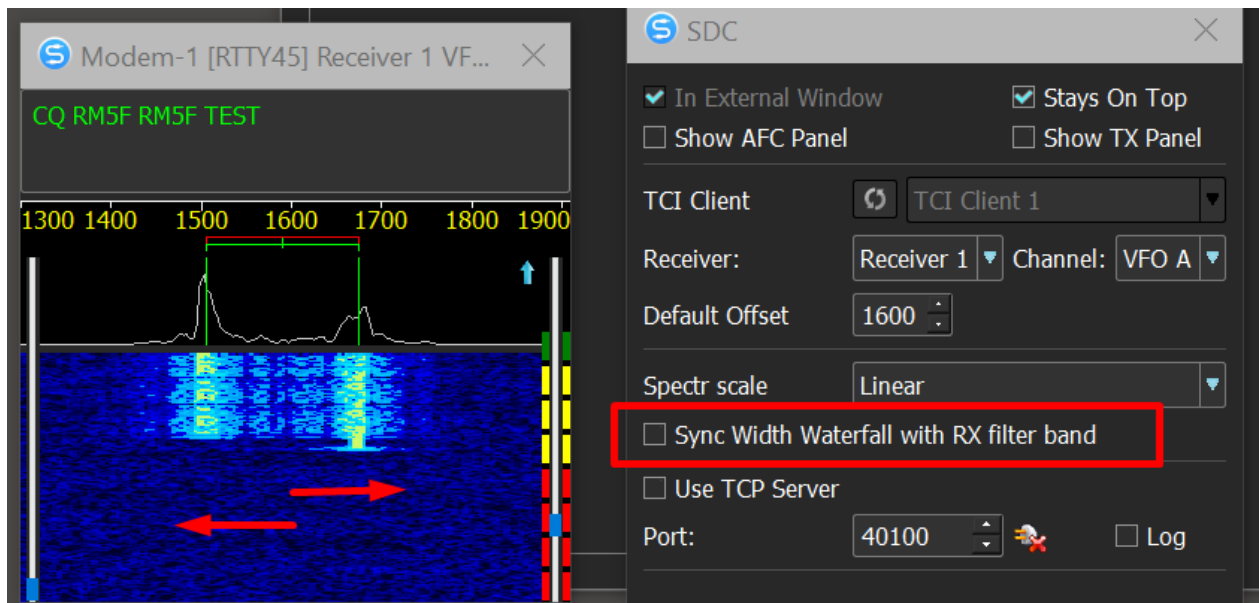 Modem-1 [RTTY45] Receiver 1 VF...
CQ RM5F RM5F TEST
1300 1400 1500 1600 1700 1800 1900
SDC
In External Window
Stays On Top
Show AFC Panel
Show TX Panel
TCI Client
TCI Client 1
Receiver:
Receiver 1
Channel:
VFO A
Default Offset
1600
Spectr scale
Linear
Sync Width Waterfall with RX filter band
Use TCP Server
Port:
40100
Log